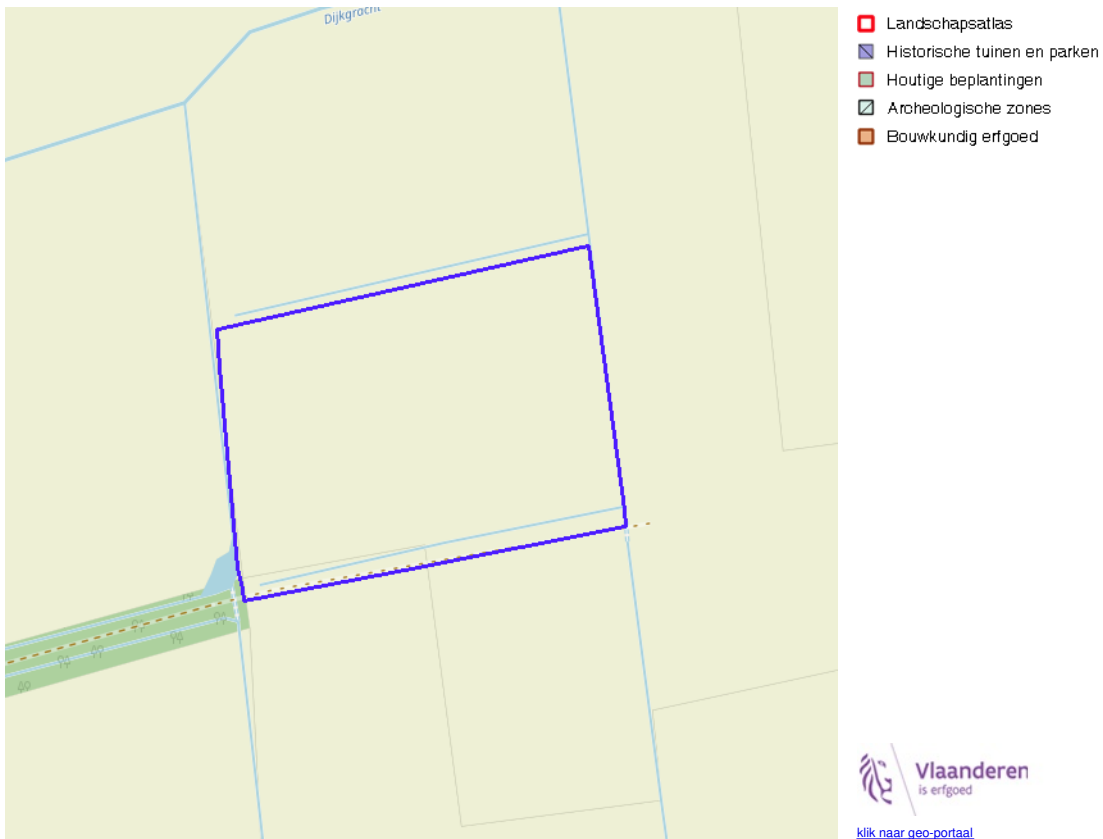 Dijkgracht
Landschapsatlas
Historische tuinen en parken
Houtige beplantingen
Archeologische zones
Bouwkundig erfgoed
Vlaanderen
is erfgoed
klik naar geo-portaal